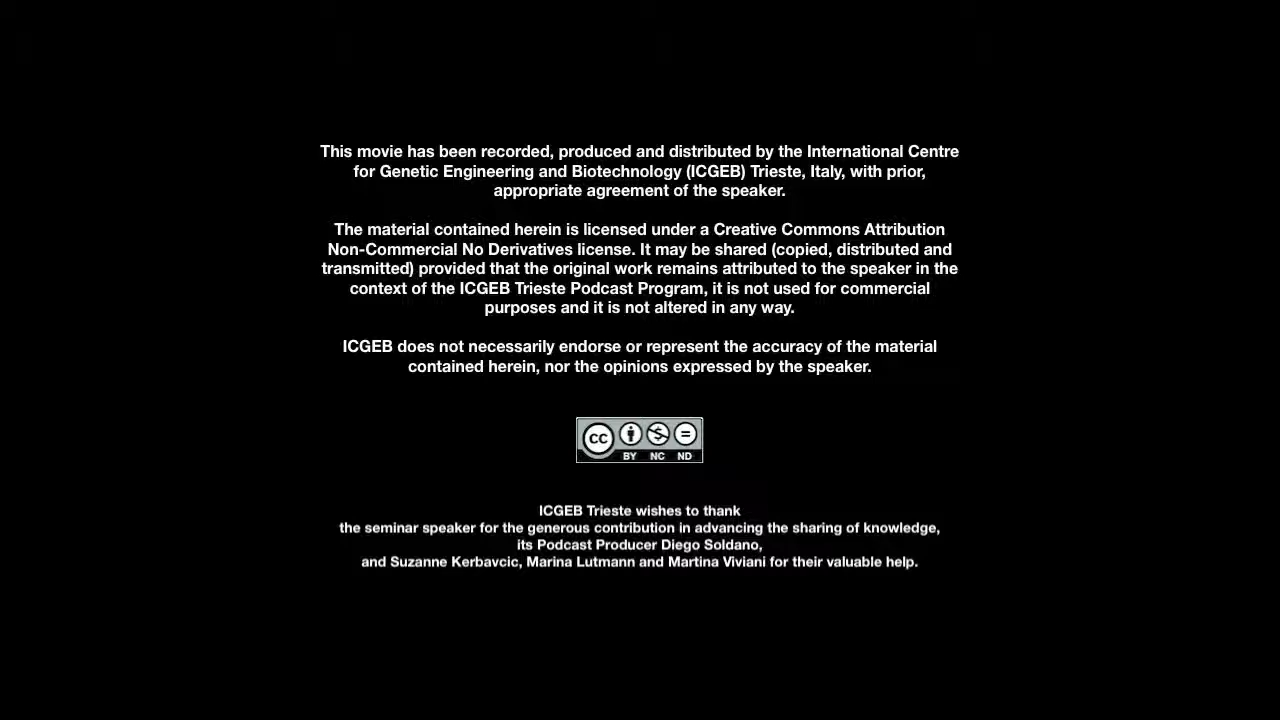 This movie has been recorded, produced and distributed by the International Centre
for Genetic Engineering and Biotechnology (ICGEB) Trieste, Italy, with prior,
appropriate agreement of the speaker.
The material contained herein is licensed under a Creative Commons Attribution
Non-Commercial No Derivatives license. It may be shared (copied, distributed and
transmitted) provided that the original work remains attributed to the speaker in the
context of the ICGEB Trieste Podcast Program, it is not used for commercial
purposes and it is not altered in any way.
ICGEB does not necessarily endorse or represent the accuracy of the material
contained herein, nor the opinions expressed by the speaker.
CC
BY NC ND
ICGEB Trieste wishes to thank
the seminar speaker for the generous contribution in advancing the sharing of knowledge,
its Podcast Producer Diego Soldano,
and Suzanne Kerbavcic, Marina Lutmann and Martina Viviani for their valuable help.